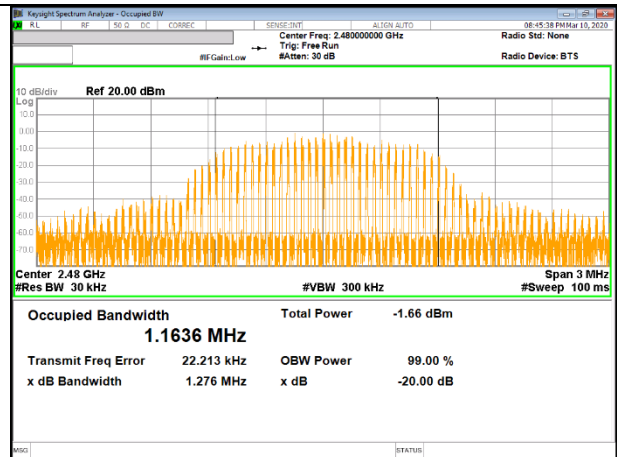 Keysight Spectrum Analyzer - Occupied BW
RL RF 50 Ω DC CORREC SENSE:INT ALIGN AUTO 08:45:38 PM Mar 10, 2020
Center Freq: 2.480000000 GHz Radio Std: None
Trig: Free Run
#IFGain:Low #Atten: 30 dB Radio Device: BTS
10 dB/div Ref 20.00 dBm
Log
10.0
0.00
-10.0
-20.0
-30.0
-40.0
-50.0
-60.0
-70.0
Center 2.48 GHz Span 3 MHz
#Res BW 30 kHz #VBW 300 kHz #Sweep 100 ms
Occupied Bandwidth Total Power -1.66 dBm
1.1636 MHz
Transmit Freq Error 22.213 kHz OBW Power 99.00 %
x dB Bandwidth 1.276 MHz x dB -20.00 dB
MSG STATUS